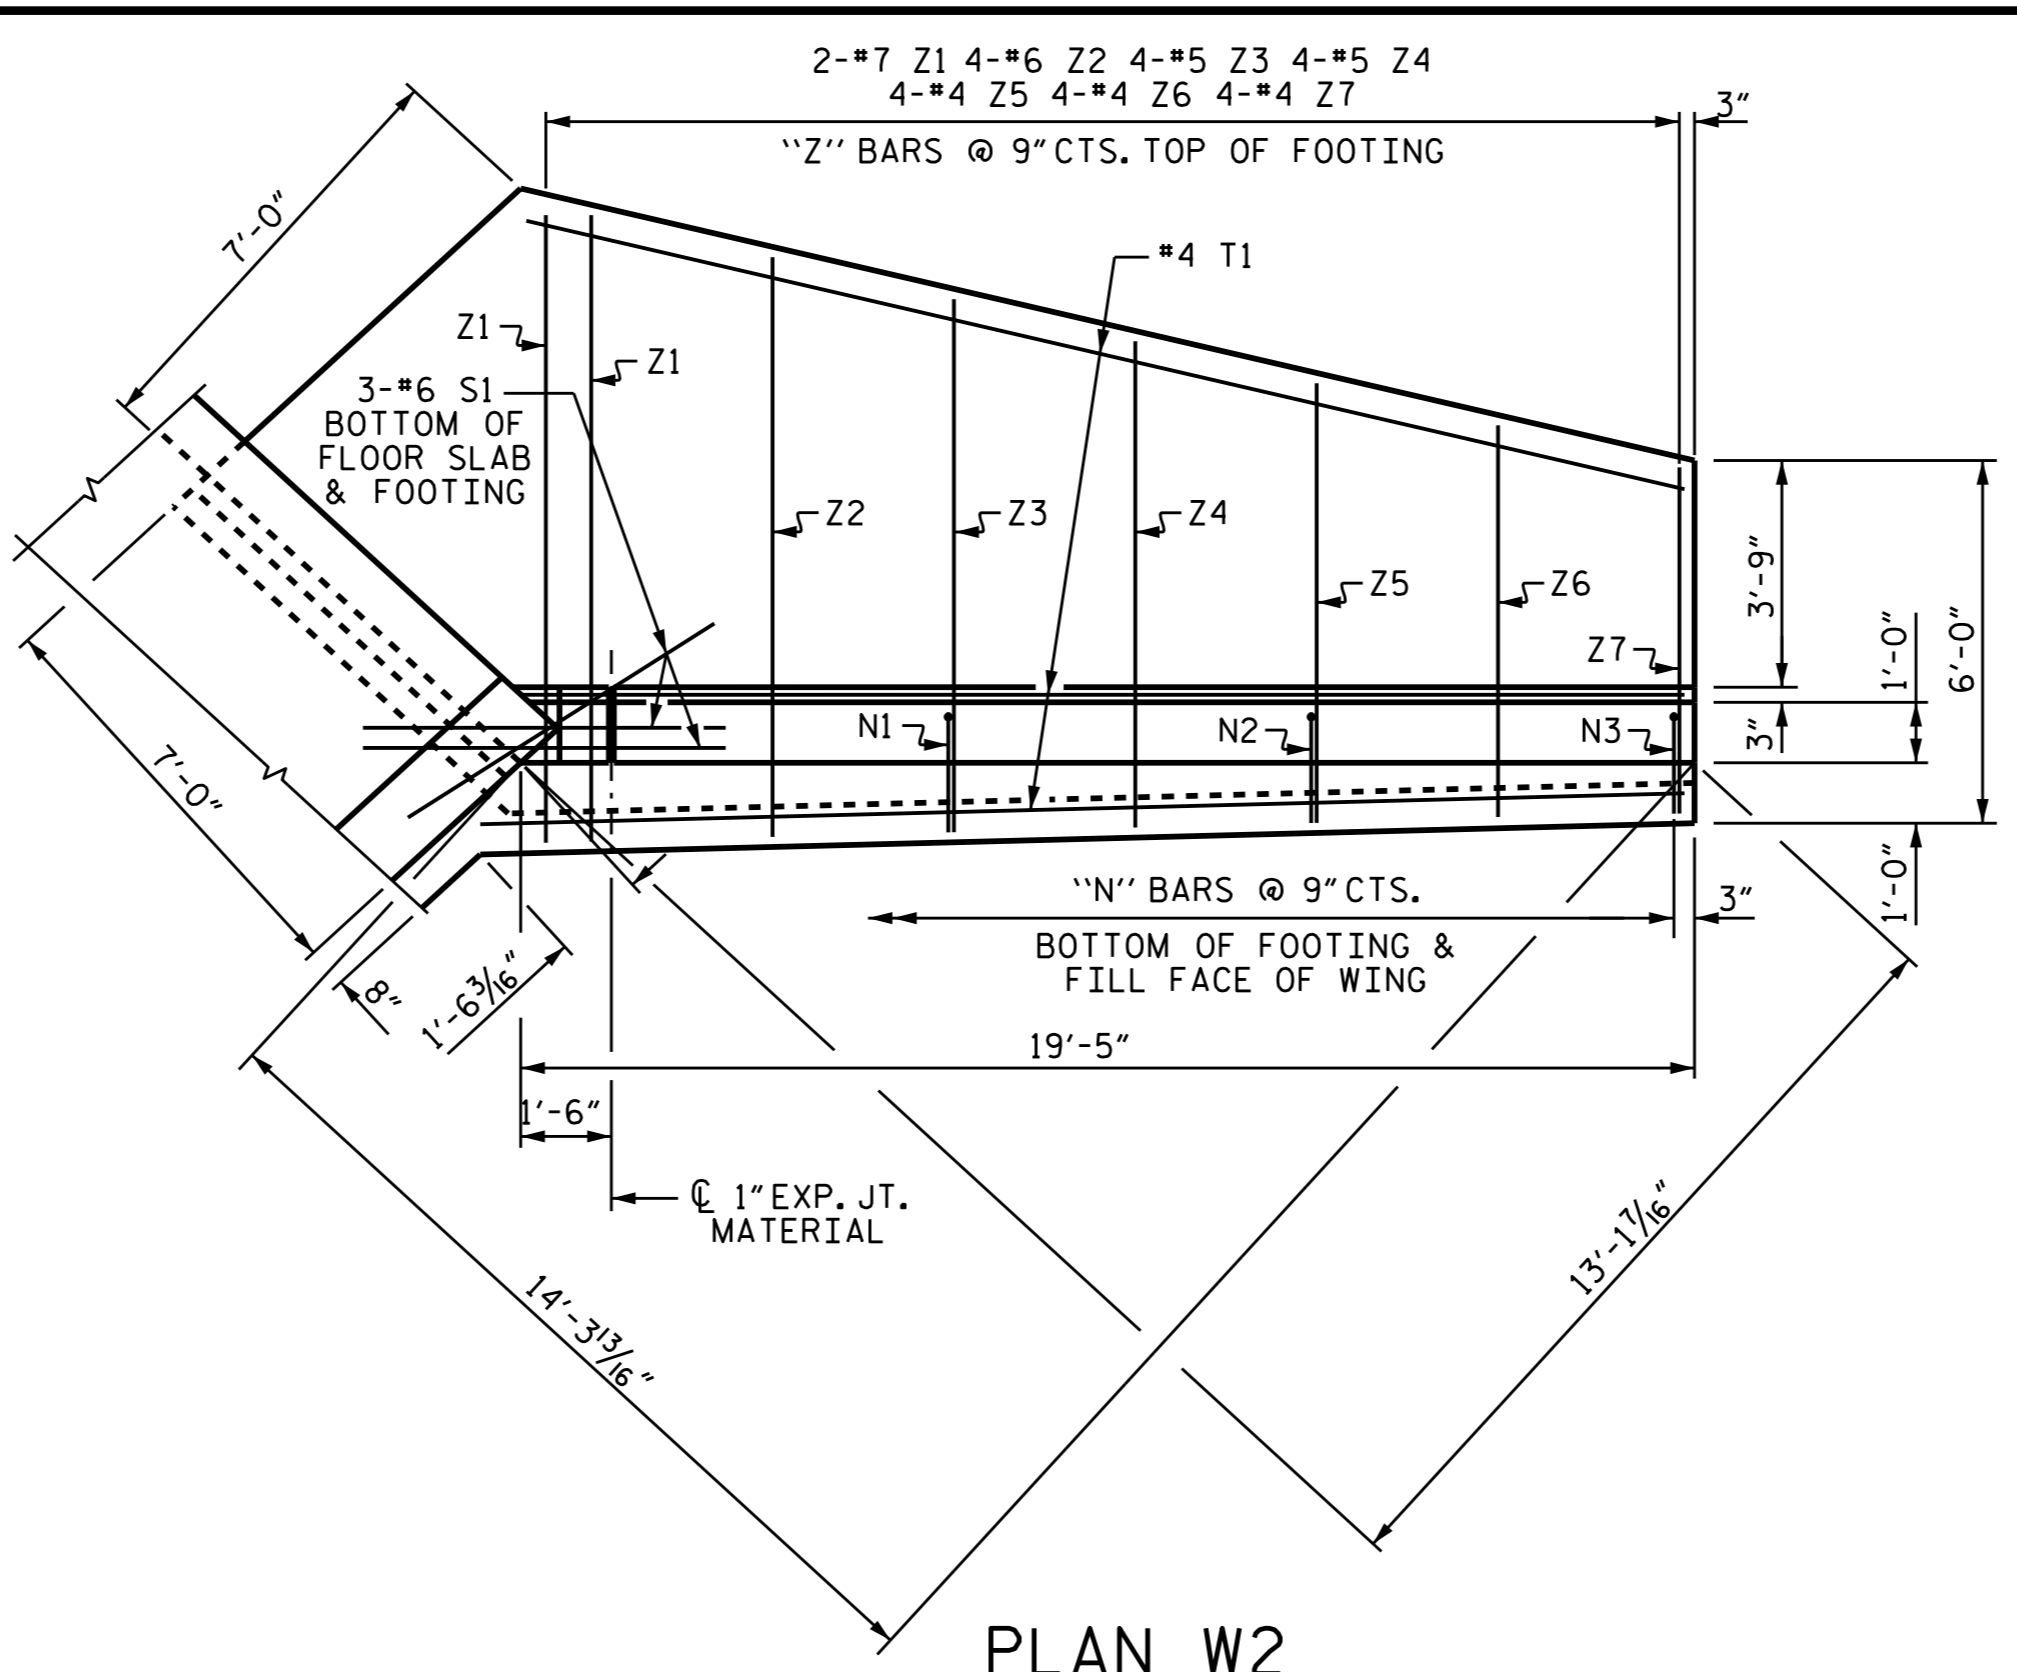 2-#7 Z1 4-#6 Z2 4-#5 Z3 4-#5 Z4
4-#4 Z5 4-#4 Z6 4-#4 Z7
3"
"Z" BARS @ 9" CTS. TOP OF FOOTING
7'-0"
#4 T1
Z1
Z1
3-#6 S1
BOTTOM OF
FLOOR SLAB
& FOOTING
Z2
Z3
Z4
Z5
Z6
Z7
3'-9"
1'-0"
6'-0"
N1
N2
N3
3"
7'-0"
"N" BARS @ 9" CTS.
3"
1'-0"
BOTTOM OF FOOTING &
FILL FACE OF WING
8"
1'-6 3/16"
19'-5"
1'-6"
℄ 1" EXP. JT.
MATERIAL
13'-1 7/16"
14'-3 13/16"
PLAN W2